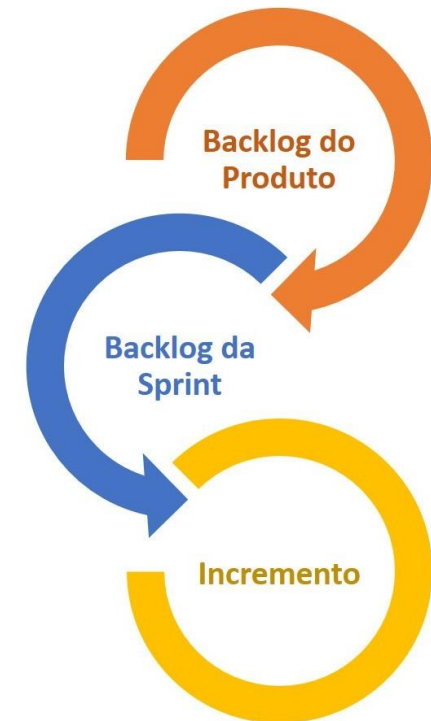 Backlog do
Produto
Backlog da
Sprint
Incremento